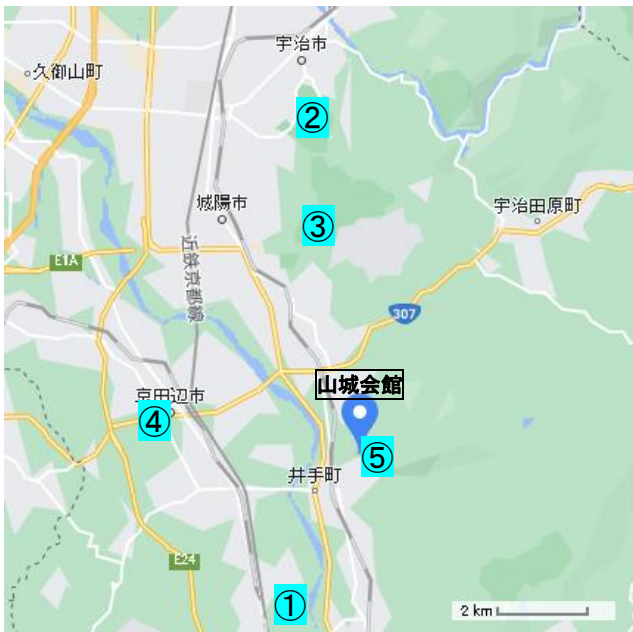 宇治市
久御山町
②
城陽市
宇治田原町
③
近鉄京都線
E1A
307
山城会館
京田辺市
④
⑤
井手町
E24
①
2 km